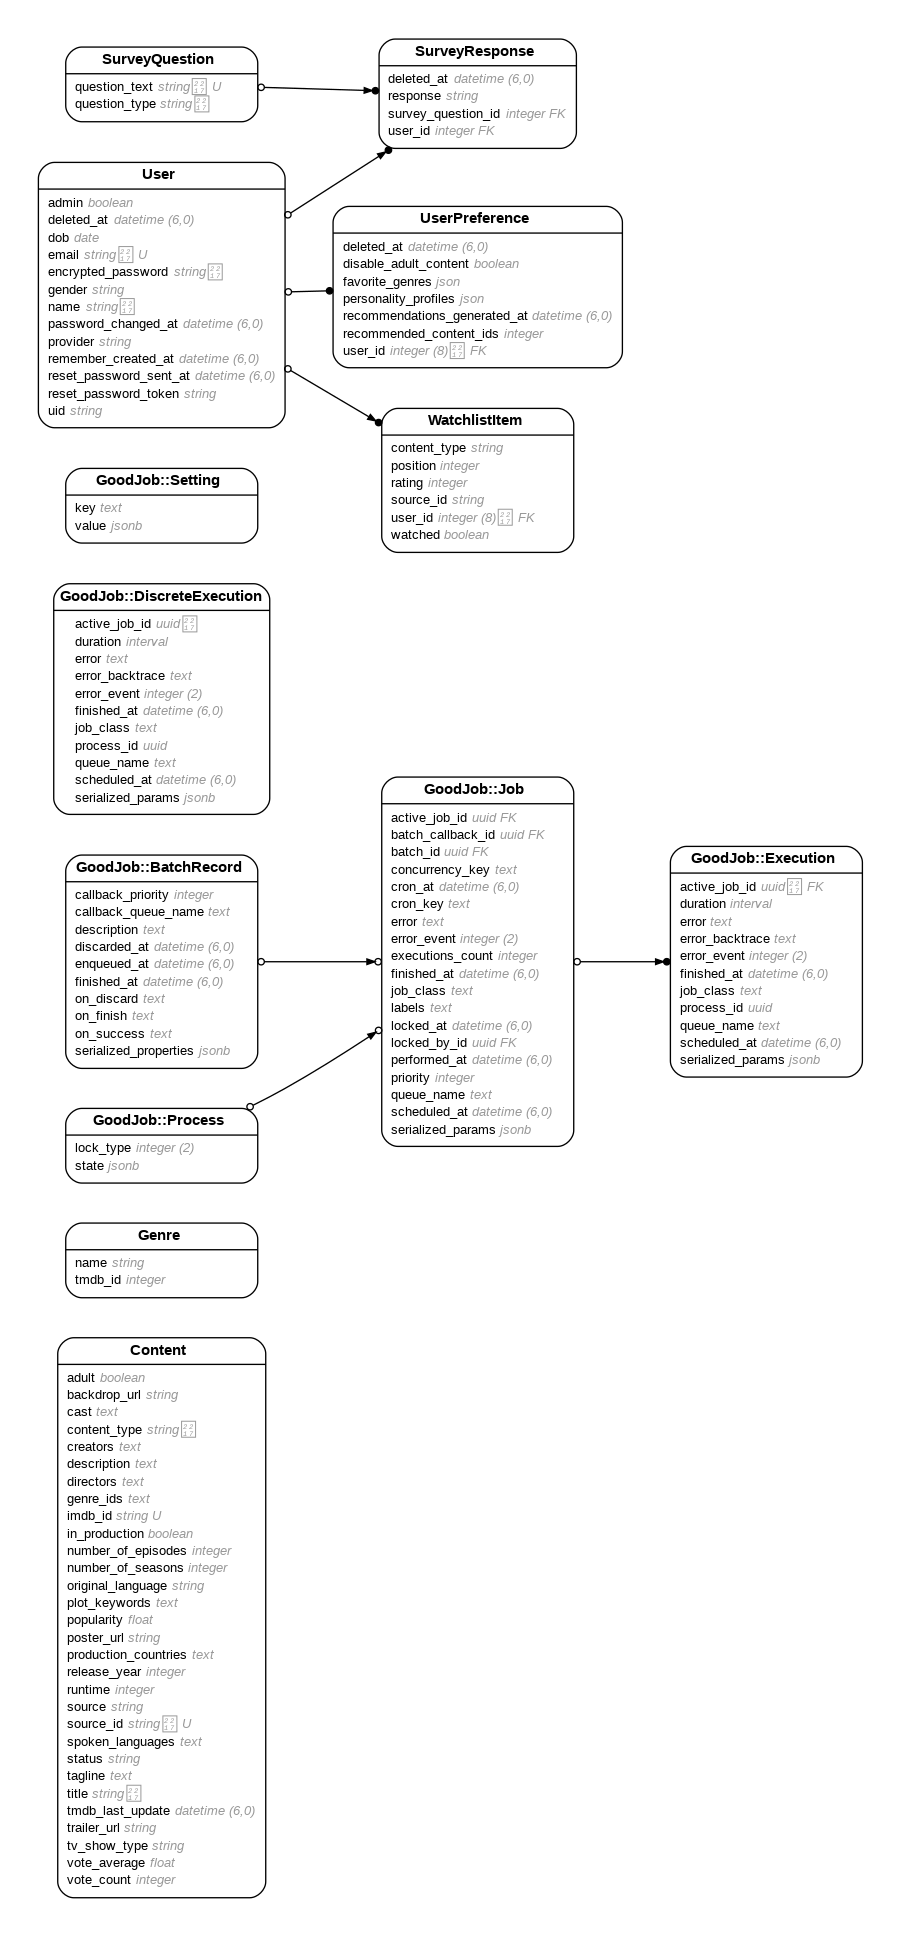 SurveyQuestion
question_text string ∗ U
question_type string ∗
SurveyResponse
deleted_at datetime (6,0)
response string
survey_question_id integer FK
user_id integer FK
User
admin boolean
deleted_at datetime (6,0)
dob date
email string ∗ U
encrypted_password string ∗
gender string
name string ∗
password_changed_at datetime (6,0)
provider string
remember_created_at datetime (6,0)
reset_password_sent_at datetime (6,0)
reset_password_token string
uid string
UserPreference
deleted_at datetime (6,0)
disable_adult_content boolean
favorite_genres json
personality_profiles json
recommendations_generated_at datetime (6,0)
recommended_content_ids integer
user_id integer (8) ∗ FK
WatchlistItem
content_type string
position integer
rating integer
source_id string
user_id integer (8) ∗ FK
watched boolean
GoodJob::Setting
key text
value jsonb
GoodJob::DiscreteExecution
active_job_id uuid ∗
duration interval
error text
error_backtrace text
error_event integer (2)
finished_at datetime (6,0)
job_class text
process_id uuid
queue_name text
scheduled_at datetime (6,0)
serialized_params jsonb
GoodJob::BatchRecord
callback_priority integer
callback_queue_name text
description text
discarded_at datetime (6,0)
enqueued_at datetime (6,0)
finished_at datetime (6,0)
on_discard text
on_finish text
on_success text
serialized_properties jsonb
GoodJob::Job
active_job_id uuid FK
batch_callback_id uuid FK
batch_id uuid FK
concurrency_key text
cron_at datetime (6,0)
cron_key text
error text
error_event integer (2)
executions_count integer
finished_at datetime (6,0)
job_class text
labels text
locked_at datetime (6,0)
locked_by_id uuid FK
performed_at datetime (6,0)
priority integer
queue_name text
scheduled_at datetime (6,0)
serialized_params jsonb
GoodJob::Execution
active_job_id uuid ∗ FK
duration interval
error text
error_backtrace text
error_event integer (2)
finished_at datetime (6,0)
job_class text
process_id uuid
queue_name text
scheduled_at datetime (6,0)
serialized_params jsonb
GoodJob::Process
lock_type integer (2)
state jsonb
Genre
name string
tmdb_id integer
Content
adult boolean
backdrop_url string
cast text
content_type string ∗
creators text
description text
directors text
genre_ids text
imdb_id string U
in_production boolean
number_of_episodes integer
number_of_seasons integer
original_language string
plot_keywords text
popularity float
poster_url string
production_countries text
release_year integer
runtime integer
source string
source_id string ∗ U
spoken_languages text
status string
tagline text
title string ∗
tmdb_last_update datetime (6,0)
trailer_url string
tv_show_type string
vote_average float
vote_count integer